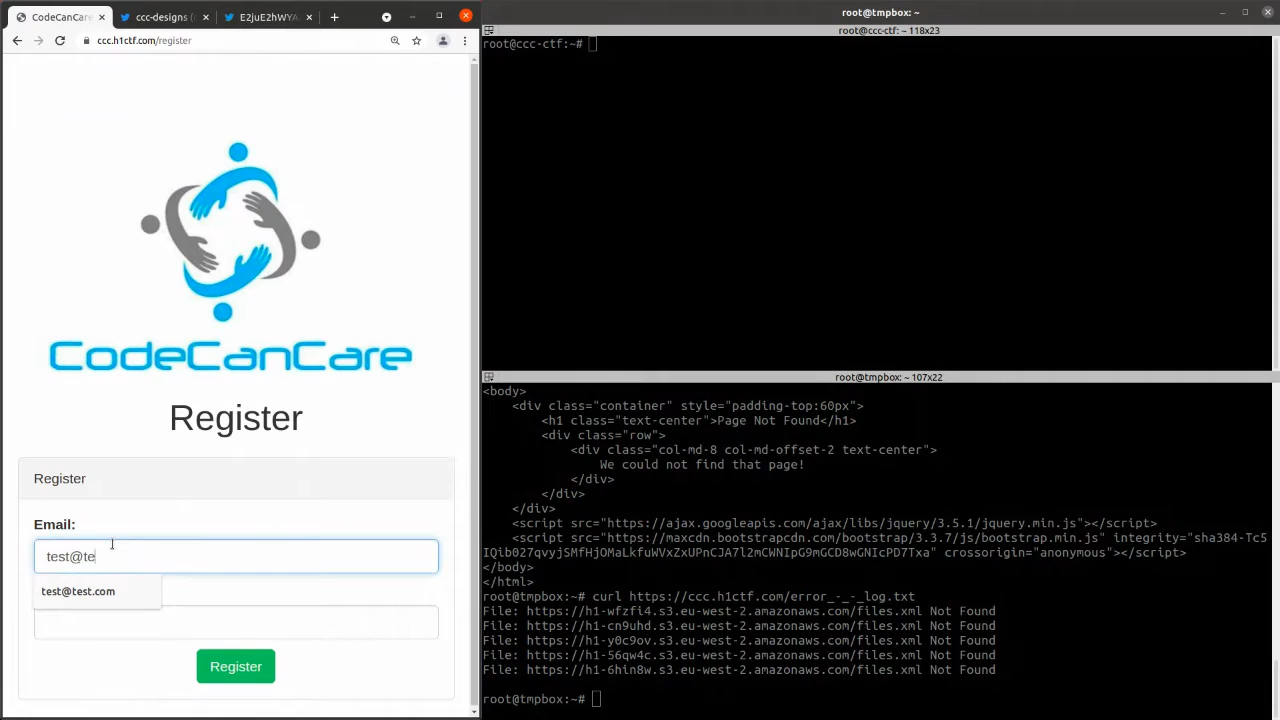 CodeCanCare
ccc-designs (
E2juE2hWYA
ccc.h1ctf.com/register
CodeCanCare
Register
Register
Email:
test@te
test@test.com
Register
root@tmpbox: ~
root@ccc-ctf: ~ 118x23
root@ccc-ctf:~#
root@tmpbox: ~ 107x22
<body>
<div class="container" style="padding-top:60px">
<h1 class="text-center">Page Not Found</h1>
<div class="row">
<div class="col-md-8 col-md-offset-2 text-center">
We could not find that page!
</div>
</div>
</div>
<script src="https://ajax.googleapis.com/ajax/libs/jquery/3.5.1/jquery.min.js"></script>
<script src="https://maxcdn.bootstrapcdn.com/bootstrap/3.3.7/js/bootstrap.min.js" integrity="sha384-Tc5
IQib027qvyjSMfHjOMaLkfuWVxZxUPnCJA7l2mCWNIpG9mGCD8wGNIcPD7Txa" crossorigin="anonymous"></script>
</body>
</html>
root@tmpbox:~# curl https://ccc.h1ctf.com/error_-_-_log.txt
File: https://h1-wfzfi4.s3.eu-west-2.amazonaws.com/files.xml Not Found
File: https://h1-cn9uhd.s3.eu-west-2.amazonaws.com/files.xml Not Found
File: https://h1-y0c9ov.s3.eu-west-2.amazonaws.com/files.xml Not Found
File: https://h1-56qw4c.s3.eu-west-2.amazonaws.com/files.xml Not Found
File: https://h1-6hin8w.s3.eu-west-2.amazonaws.com/files.xml Not Found
root@tmpbox:~#